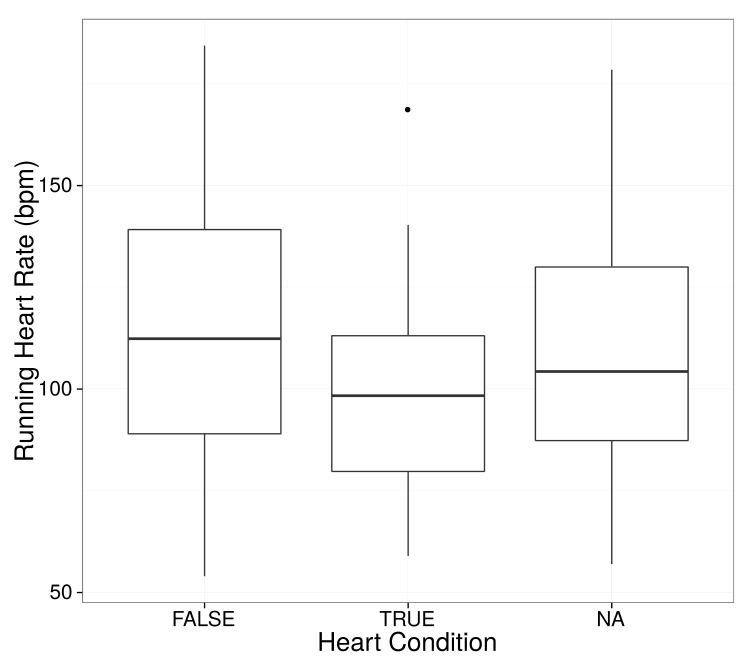 Running Heart Rate (bpm)
150
100
50
FALSE TRUE NA
Heart Condition